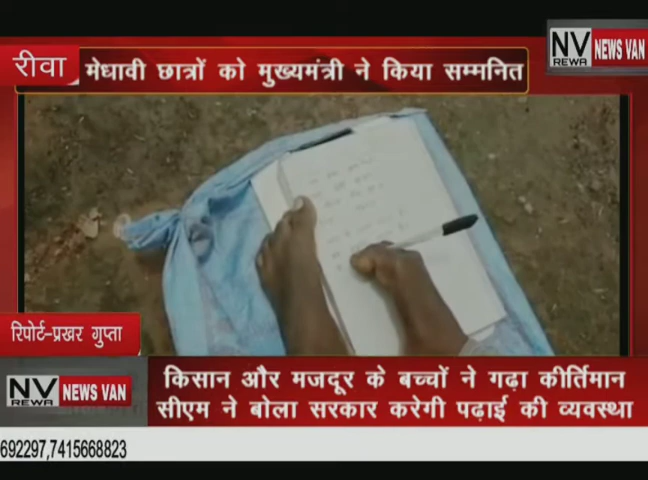 NV NEWS VAN
REWA
रीवा
मेधावी छात्रों को मुख्यमंत्री ने किया सम्मनित
रिपोर्ट-प्रखर गुप्ता
NV NEWS VAN
REWA
किसान और मजदूर के बच्चों ने गढ़ा कीर्तिमान
सीएम ने बोला सरकार करेगी पढ़ाई की व्यवस्था
692297,7415668823